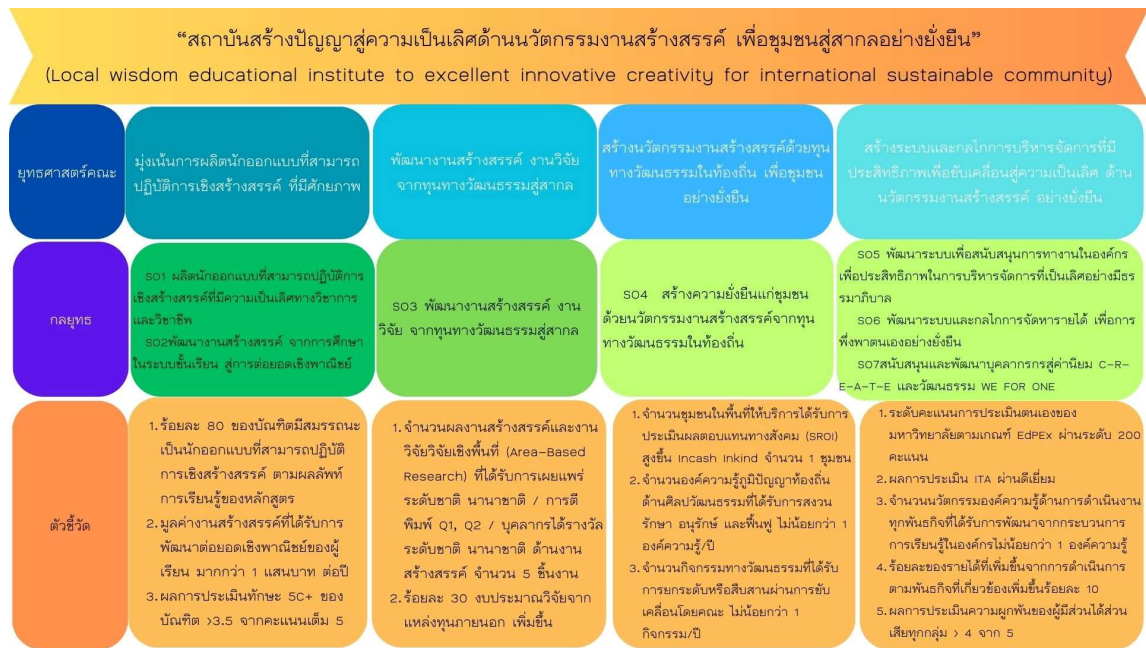 “สถาบันสร้างปัญญาสู่ความเป็นเลิศด้านนวัตกรรมงานสร้างสรรค์ เพื่อชุมชนสู่สากลอย่างยั่งยืน”
(Local wisdom educational institute to excellent innovative creativity for international sustainable community)
ยุทธศาสตร์คณะ
มุ่งเน้นการผลิตนักออกแบบที่สามารถ
ปฏิบัติการเชิงสร้างสรรค์ ที่มีศักยภาพ
พัฒนางานสร้างสรรค์ งานวิจัย
จากทุนทางวัฒนธรรมสู่สากล
สร้างนวัตกรรมงานสร้างสรรค์ด้วยทุน
ทางวัฒนธรรมในท้องถิ่น เพื่อชุมชน
อย่างยั่งยืน
สร้างระบบและกลไกการบริหารจัดการที่มี
ประสิทธิภาพเพื่อขับเคลื่อนสู่ความเป็นเลิศ ด้าน
นวัตกรรมงานสร้างสรรค์ อย่างยั่งยืน
กลยุทธ
SO1 ผลิตนักออกแบบที่สามารถปฏิบัติการ
เชิงสร้างสรรค์ที่มีความเป็นเลิศทางวิชาการ
และวิชาชีพ
SO2พัฒนางานสร้างสรรค์ จากการศึกษา
ในระบบชั้นเรียน สู่การต่อยอดเชิงพาณิชย์
SO3 พัฒนางานสร้างสรรค์ งาน
วิจัย จากทุนทางวัฒนธรรมสู่สากล
SO4 สร้างความยั่งยืนแก่ชุมชน
ด้วยนวัตกรรมงานสร้างสรรค์จากทุน
ทางวัฒนธรรมในท้องถิ่น
SO5 พัฒนาระบบเพื่อสนับสนุนการทางานในองค์กร
เพื่อประสิทธิภาพในการบริหารจัดการที่เป็นเลิศอย่างมีธร
รมาภิบาล
SO6 พัฒนาระบบและกลไกการจัดหารายได้ เพื่อการ
พึ่งพาตนเองอย่างยั่งยืน
SO7สนับสนุนและพัฒนาบุคลากรกรสู่ค่านิยม C-R-
E-A-T-E และวัฒนธรรม WE FOR ONE
ตัวชี้วัด
1. ร้อยละ 80 ของบัณฑิตมีสมรรถนะ
เป็นนักออกแบบที่สามารถปฏิบัติ
การเชิงสร้างสรรค์ ตามผลลัพท์
การเรียนรู้ของหลักสูตร
2. มูลค่างานสร้างสรรค์ที่ได้รับการ
พัฒนาต่อยอดเชิงพาณิชย์ของผู้
เรียน มากกว่า 1 แสนบาท ต่อปี
3. ผลการประเมินทักษะ 5C+ ของ
บัณฑิต >3.5 จากคะแนนเต็ม 5
1. จำนวนผลงานสร้างสรรค์และงาน
วิจัยวิจัยเชิงพื้นที่ (Area-Based
Research) ที่ได้รับการเผยแพร่
ระดับชาติ นานาชาติ / การตี
พิมพ์ Q1, Q2 / บุคลากรได้รางวัล
ระดับชาติ นานาชาติ ด้านงาน
สร้างสรรค์ จำนวน 5 ชิ้นงาน
2. ร้อยละ 30 งบประมาณวิจัยจาก
แหล่งทุนภายนอก เพิ่มขึ้น
1. จำนวนชุมชนในพื้นที่ให้บริการได้รับการ
ประเมินผลตอบแทนทางสังคม (SROI)
สูงขึ้น Incash Inkind จำนวน 1 ชุมชน
2. จำนวนองค์ความรู้ภูมิปัญญาท้องถิ่น
ด้านศิลปวัฒนธรรมที่ได้รับการสงวน
รักษา อนุรักษ์ และฟื้นฟู ไม่น้อยกว่า 1
องค์ความรู้/ปี
3. จำนวนกิจกรรมทางวัฒนธรรมที่ได้รับ
การยกระดับหรือสืบสานผ่านการขับ
เคลื่อนโดยคณะ ไม่น้อยกว่า 1
กิจกรรม/ปี
1. ระดับคะแนนการประเมินตนเองของ
มหาวิทยาลัยตามเกณฑ์ EdPEx ผ่านระดับ 200
คะแนน
2. ผลการประเมิน ITA ผ่านดีเยี่ยม
3. จำนวนนวัตกรรมองค์ความรู้ด้านการดำเนินงาน
ทุกพันธกิจที่ได้รับการพัฒนาจากกระบวนการ
การเรียนรู้ในองค์กรไม่น้อยกว่า 1 องค์ความรู้
4. ร้อยละของรายได้ที่เพิ่มขึ้นจากการดำเนินการ
ตามพันธกิจที่เกี่ยวข้องเพิ่มขึ้นร้อยละ 10
5. ผลการประเมินความผูกพันของผู้มีส่วนได้ส่วน
เสียทุกกลุ่ม > 4 จาก 5